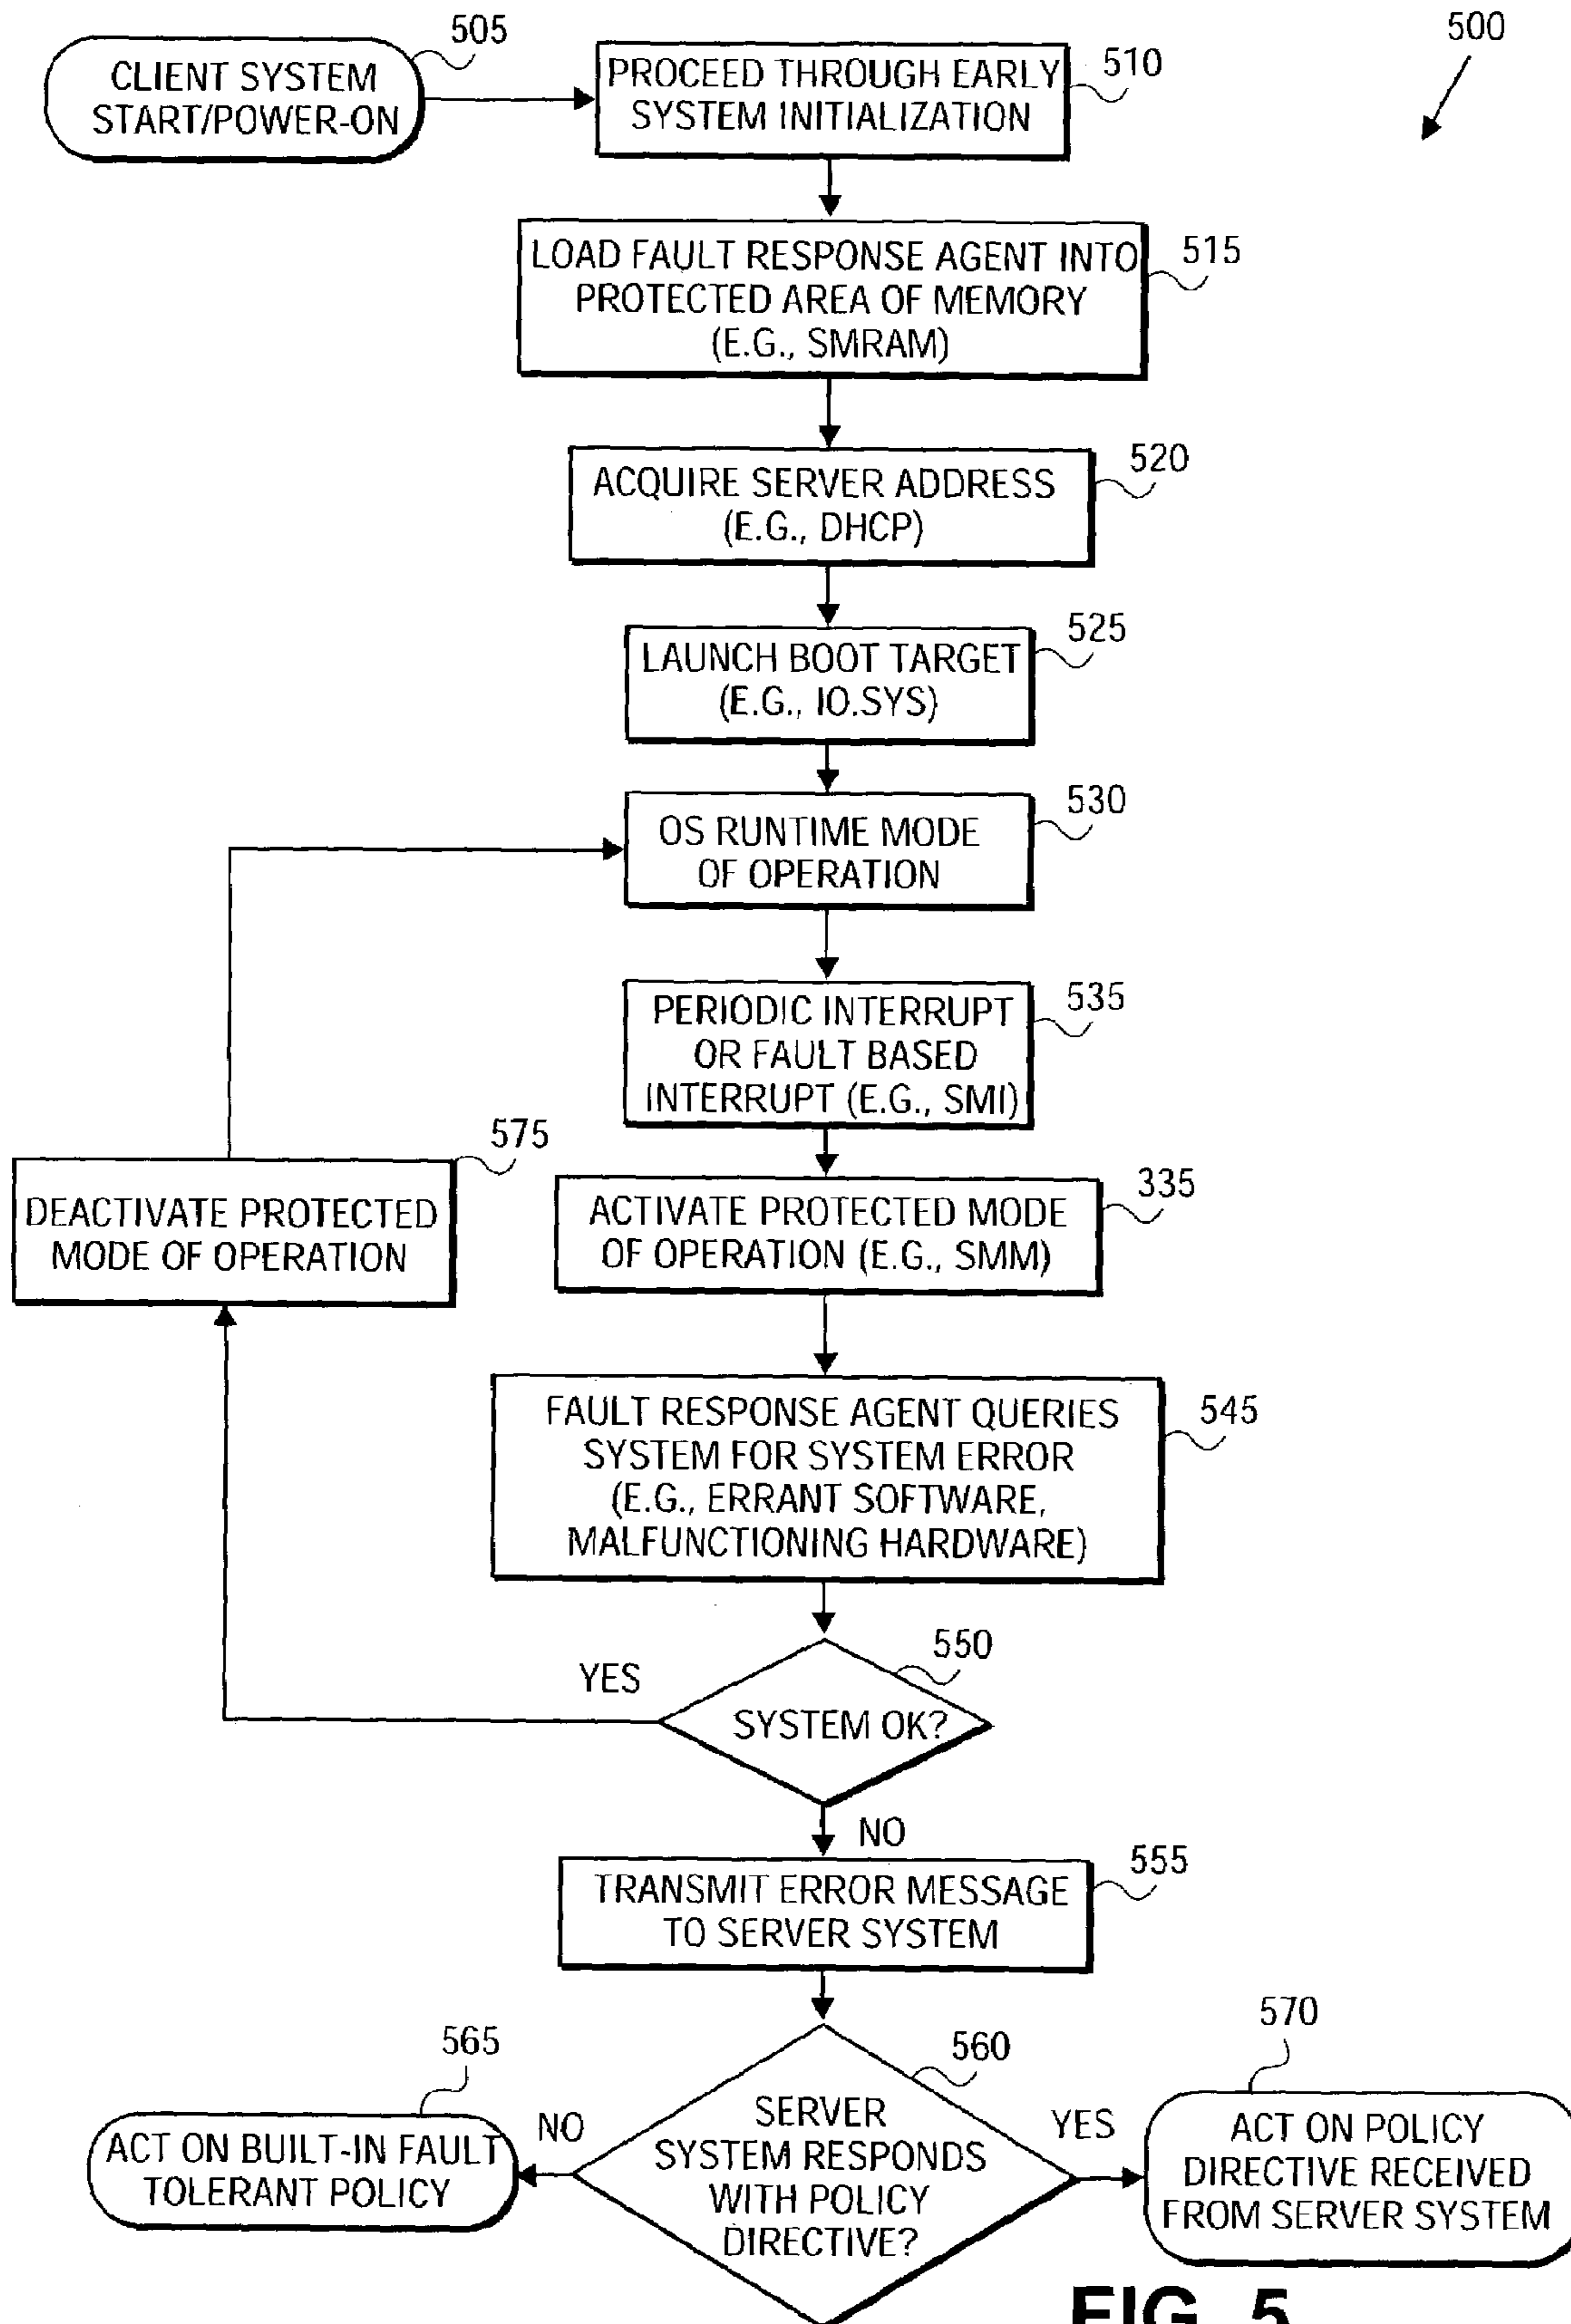 500
505
CLIENT SYSTEM
START/POWER-ON
510
PROCEED THROUGH EARLY
SYSTEM INITIALIZATION
515
LOAD FAULT RESPONSE AGENT INTO
PROTECTED AREA OF MEMORY
(E.G., SMRAM)
520
ACQUIRE SERVER ADDRESS
(E.G., DHCP)
525
LAUNCH BOOT TARGET
(E.G., IO.SYS)
530
OS RUNTIME MODE
OF OPERATION
535
PERIODIC INTERRUPT
OR FAULT BASED
INTERRUPT (E.G., SMI)
575
DEACTIVATE PROTECTED
MODE OF OPERATION
335
ACTIVATE PROTECTED MODE
OF OPERATION (E.G., SMM)
545
FAULT RESPONSE AGENT QUERIES
SYSTEM FOR SYSTEM ERROR
(E.G., ERRANT SOFTWARE,
MALFUNCTIONING HARDWARE)
550
YES
SYSTEM OK?
NO
555
TRANSMIT ERROR MESSAGE
TO SERVER SYSTEM
560
SERVER
SYSTEM RESPONDS
WITH POLICY
DIRECTIVE?
565
NO
ACT ON BUILT-IN FAULT
TOLERANT POLICY
570
YES
ACT ON POLICY
DIRECTIVE RECEIVED
FROM SERVER SYSTEM
FIG. 5